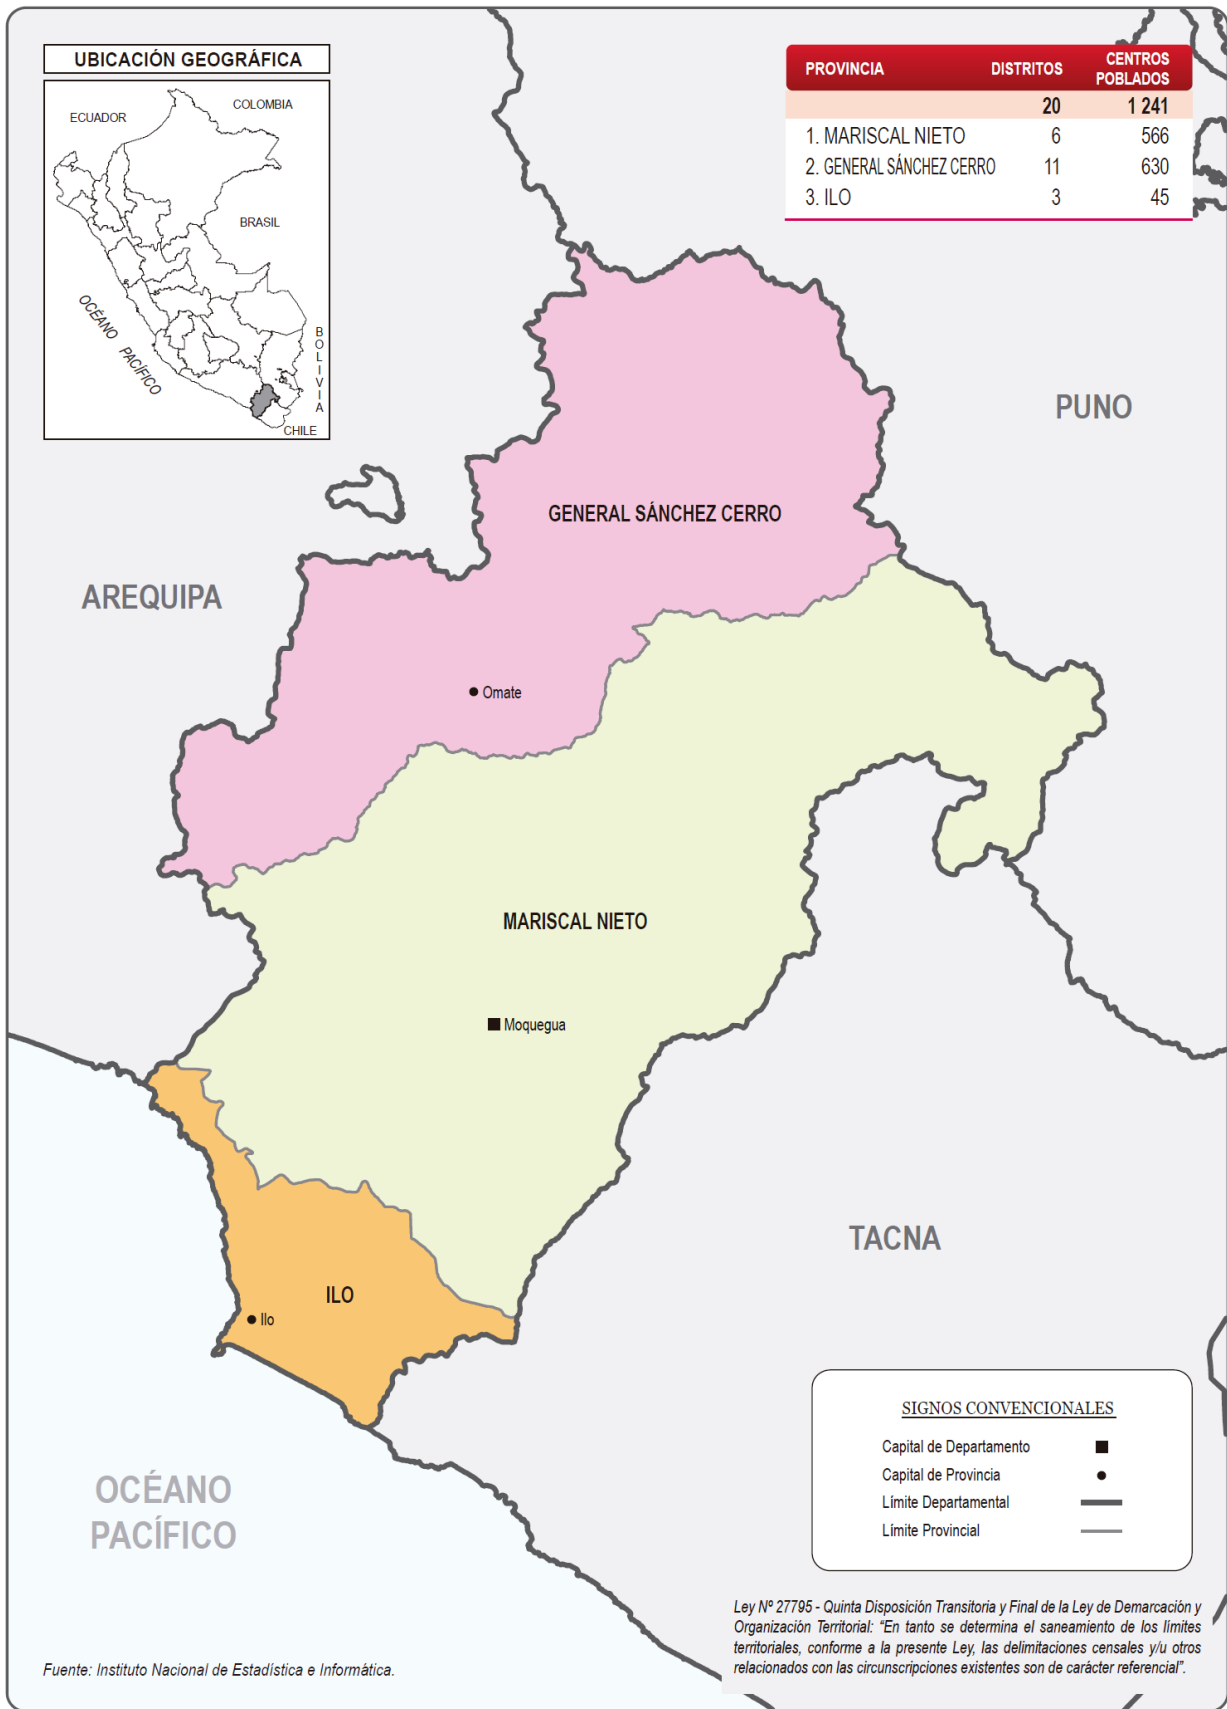 UBICACIÓN GEOGRÁFICA
ECUADOR
COLOMBIA
BRASIL
OCÉANO PACÍFICO
BOLIVIA
CHILE
PROVINCIA DISTRITOS CENTROS POBLADOS
20 1 241
1. MARISCAL NIETO 6 566
2. GENERAL SÁNCHEZ CERRO 11 630
3. ILO 3 45
PUNO
GENERAL SÁNCHEZ CERRO
AREQUIPA
Omate
MARISCAL NIETO
Moquegua
TACNA
ILO
Ilo
OCÉANO
PACÍFICO
SIGNOS CONVENCIONALES
Capital de Departamento
Capital de Provincia
Límite Departamental
Límite Provincial
Ley Nº 27795 - Quinta Disposición Transitoria y Final de la Ley de Demarcación y
Organización Territorial: “En tanto se determina el saneamiento de los límites
territoriales, conforme a la presente Ley, las delimitaciones censales y/u otros
relacionados con las circunscripciones existentes son de carácter referencial”.
Fuente: Instituto Nacional de Estadística e Informática.